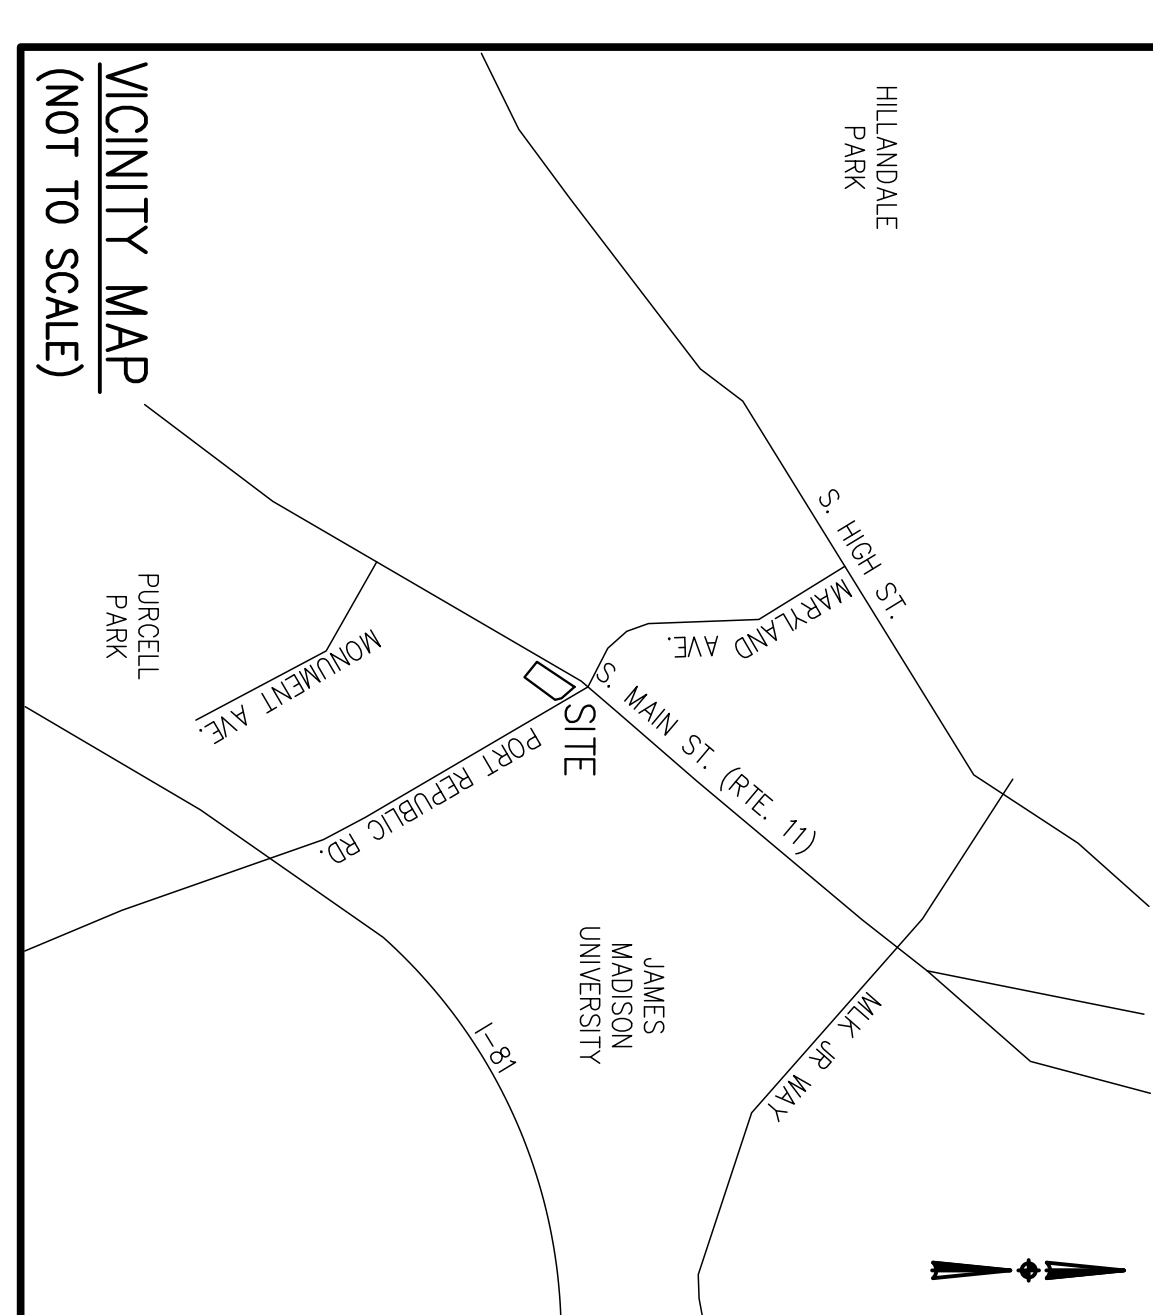 HILLANDALE
PARK
S. HIGH ST.
MARYLAND
AVE.
S. MAIN ST. (RTE. 11)
MLK JR WAY
SITE
JAMES
MADISON
UNIVERSITY
PORT REPUBLIC RD.
MONUMENT AVE.
I-81
PURCELL
PARK
VICINITY MAP
(NOT TO SCALE)